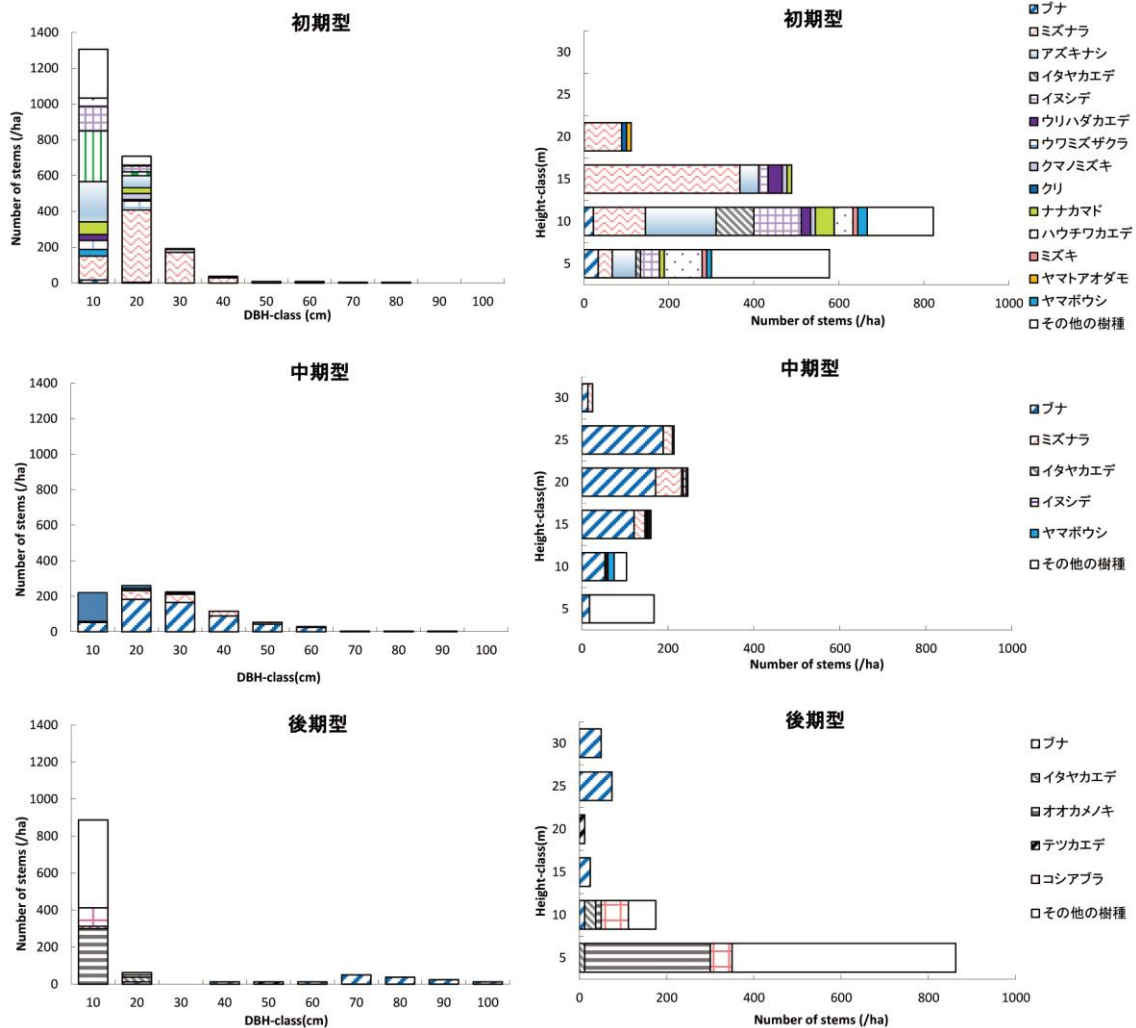 初期型
1400
1200
1000
800
600
400
200
0
Number of stems (/ha)
10 20 30 40 50 60 70 80 90 100
DBH-class (cm)
初期型
30
20
15
10
5
Height-class(m)
0 200 400 600 800 1000
Number of stems (/ha)
ブナ
ミズナラ
アズキナシ
イタヤカエデ
イヌシデ
ウリハダカエデ
ウワミズザクラ
クマノミズキ
クリ
ナナカマド
ハウチワカエデ
ミズキ
ヤマトアオダモ
ヤマボウシ
その他の樹種
中期型
1400
1200
1000
800
600
400
200
0
Number of stems (/ha)
10 20 30 40 50 60 70 80 90 100
DBH-class(cm)
中期型
30
25
20
15
10
5
Height-class(m)
0 200 400 600 800 1000
Number of stems (/ha)
ブナ
ミズナラ
イタヤカエデ
イヌシデ
ヤマボウシ
その他の樹種
後期型
1400
1200
1000
800
600
400
200
0
Number of stems (/ha)
10 20 30 40 50 60 70 80 90 100
DBH-class(cm)
後期型
30
25
20
15
10
5
Height-class(m)
0 200 400 600 800 1000
Number of stems (/ha)
ブナ
イタヤカエデ
オオカメノキ
テツカエデ
コシアブラ
その他の樹種